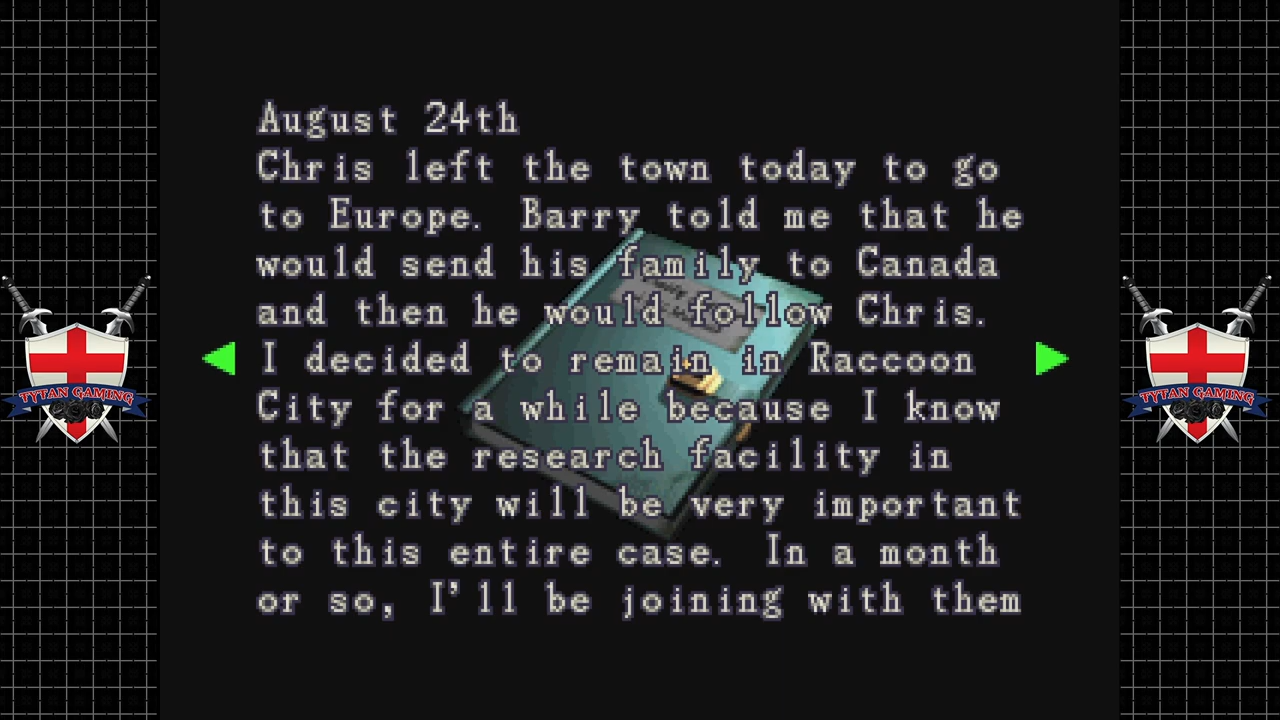 August 24th
Chris left the town today to go
to Europe.  Barry told me that he
would send his family to Canada
and then he would follow Chris.
I decided to remain in Raccoon
City for a while because I know
that the research facility in
this city will be very important
to this entire case.  In a month
or so, I'll be joining with them
TYTAN GAMING
TYTAN GAMING